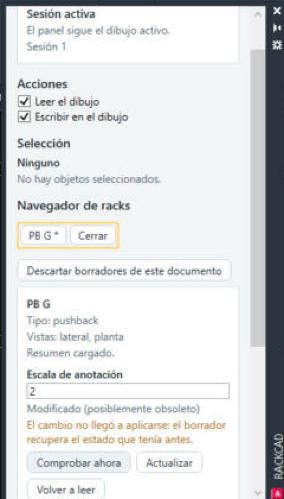 Sesión activa
El panel sigue el dibujo activo.
Sesión 1
Acciones
Leer el dibujo
Escribir en el dibujo
Selección
Ninguno
No hay objetos seleccionados.
Navegador de racks
PB G * Cerrar
Descartar borradores de este documento
PB G
Tipo: pushback
Vistas: lateral, planta
Resumen cargado.
Escala de anotación
2
Modificado (posiblemente obsoleto)
El cambio no llegó a aplicarse: el borrador
recupera el estado que tenía antes.
Comprobar ahora Actualizar
Volver a leer
RACKCAD